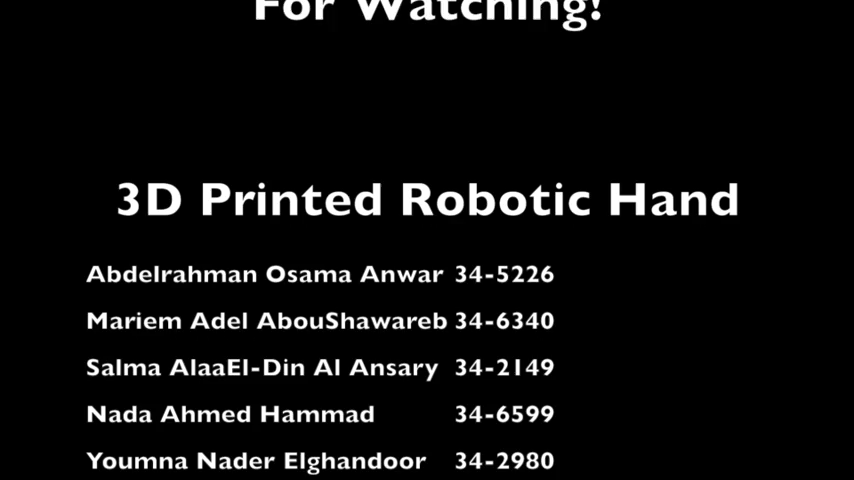 For Watching!
3D Printed Robotic Hand
Abdelrahman Osama Anwar 34-5226
Mariem Adel AbouShawareb 34-6340
Salma AlaaEl-Din Al Ansary 34-2149
Nada Ahmed Hammad 34-6599
Youmna Nader Elghandoor 34-2980